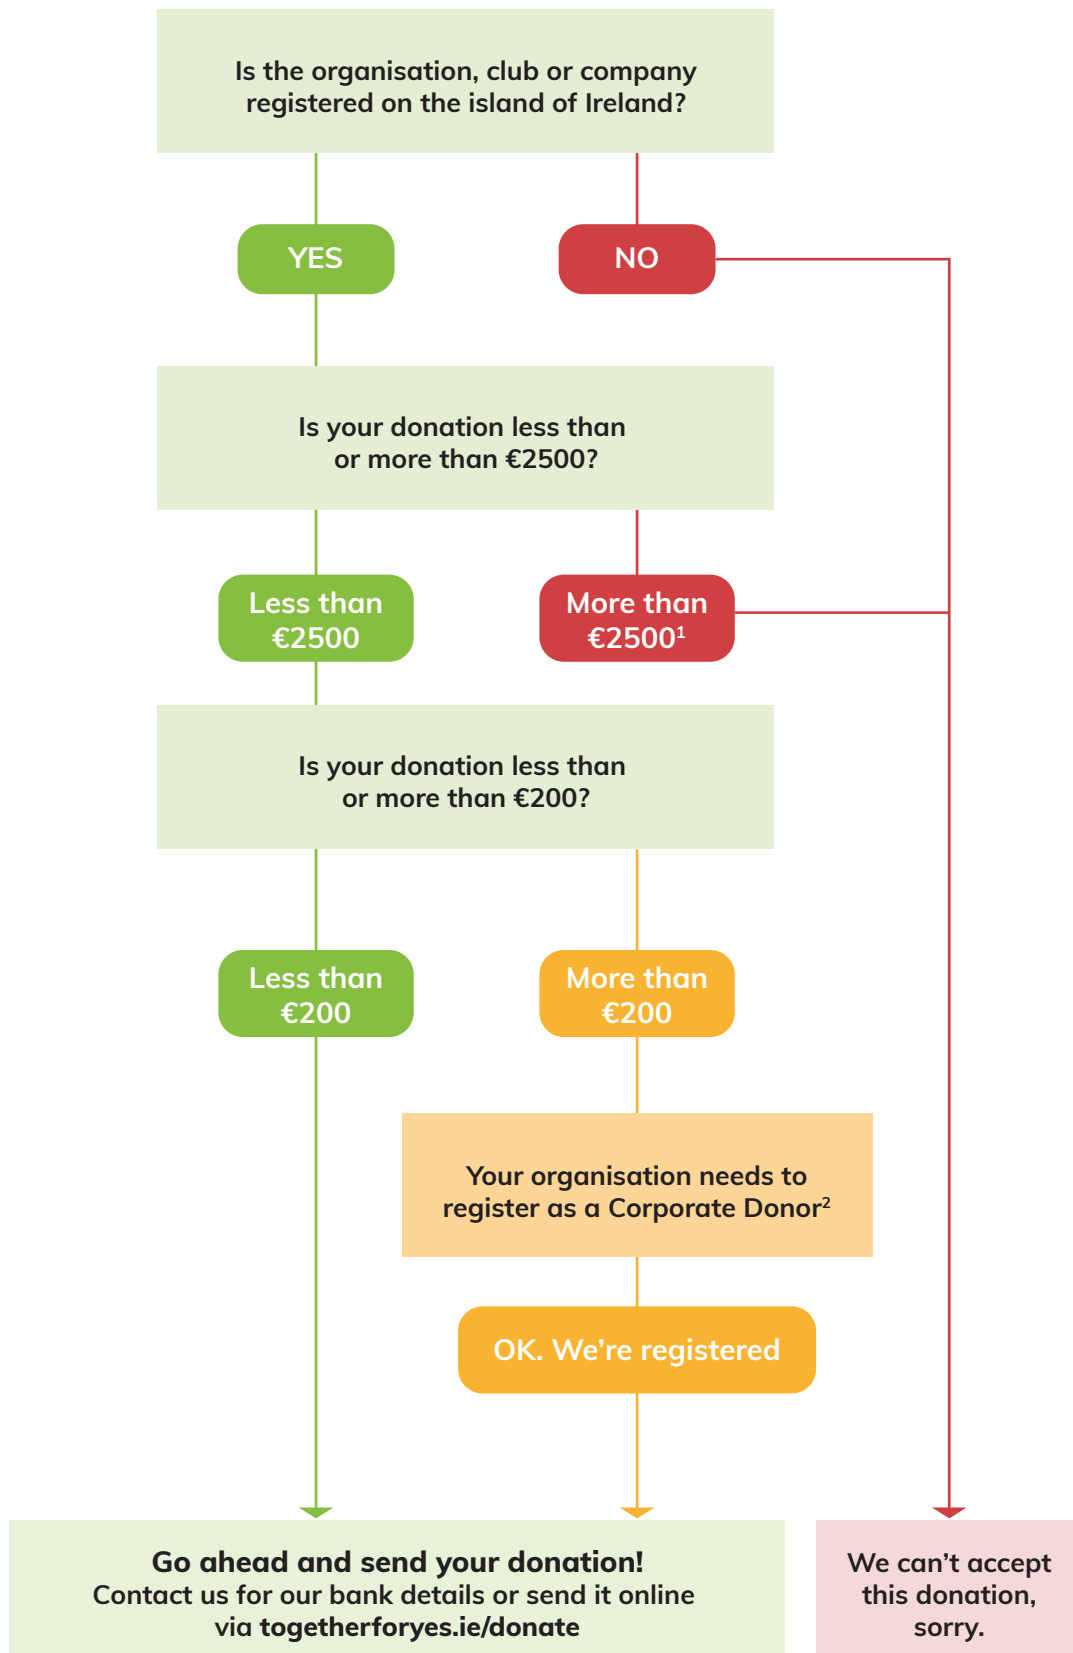 Is the organisation, club or company
registered on the island of Ireland?
YES
NO
Is your donation less than
or more than €2500?
Less than
€2500
More than
€2500¹
Is your donation less than
or more than €200?
Less than
€200
More than
€200
Your organisation needs to
register as a Corporate Donor²
OK. We’re registered
Go ahead and send your donation!
Contact us for our bank details or send it online
via togetherforyes.ie/donate
We can’t accept
this donation,
sorry.